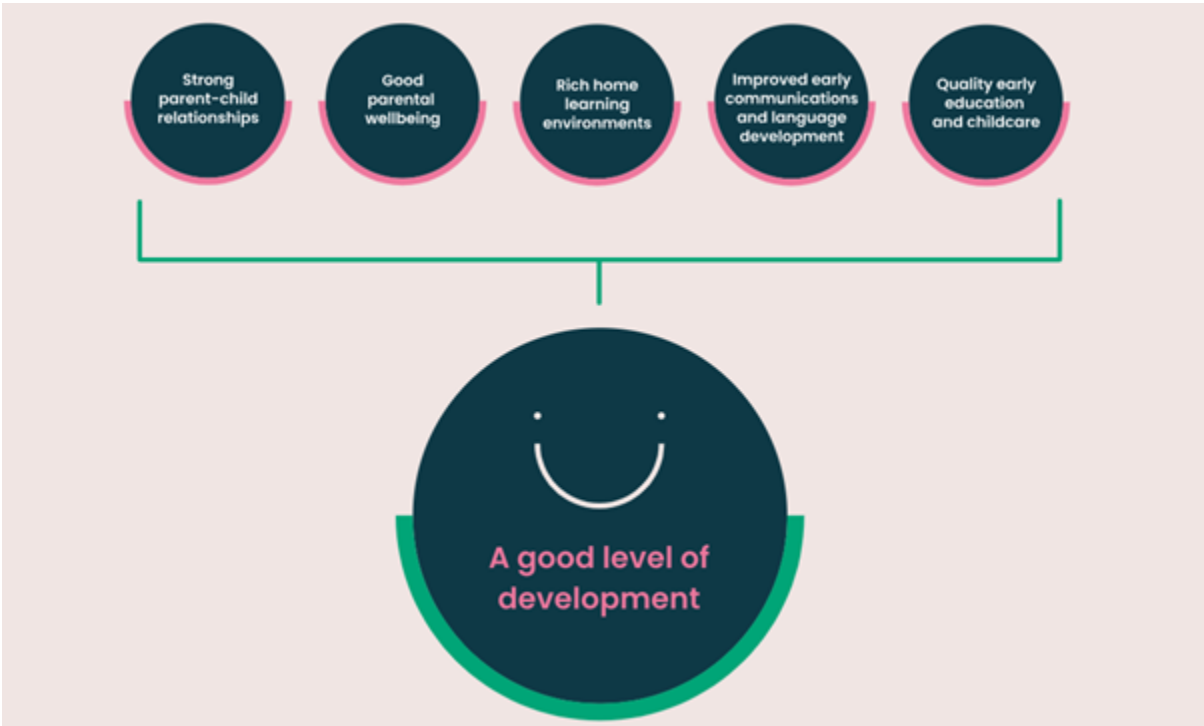 Strong
parent-child
relationships
Good
parental
wellbeing
Rich home
learning
environments
Improved early
communications
and language
development
Quality early
education
and childcare
A good level of
development